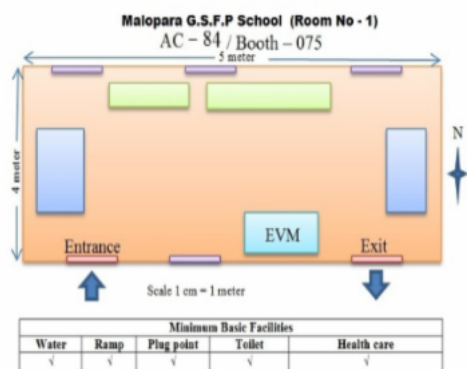 Malopara G.S.F.P School (Room No - 1)
AC - 84 / Booth - 075
5 meter
4 meter
N
EVM
Entrance
Exit
Scale 1 cm = 1 meter
Minimum Basic Facilities
Water Ramp Plug point Toilet Health care
√ √ √ √ √